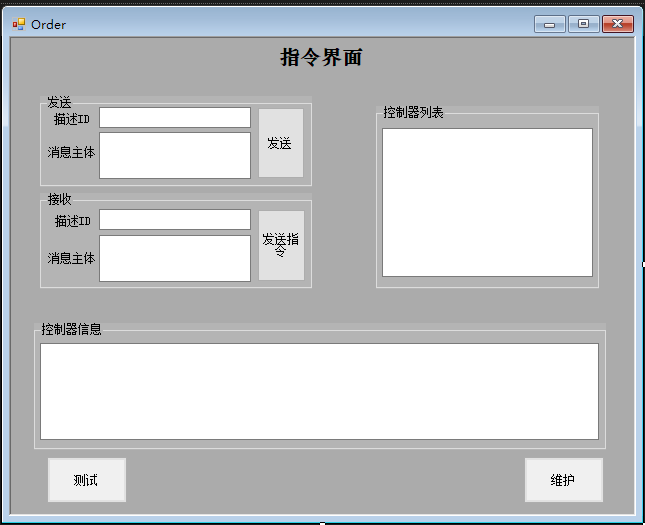 Order
指令界面
发送
描述ID
消息主体
发送
接收
描述ID
消息主体
发送指
令
控制器列表
控制器信息
测试
维护